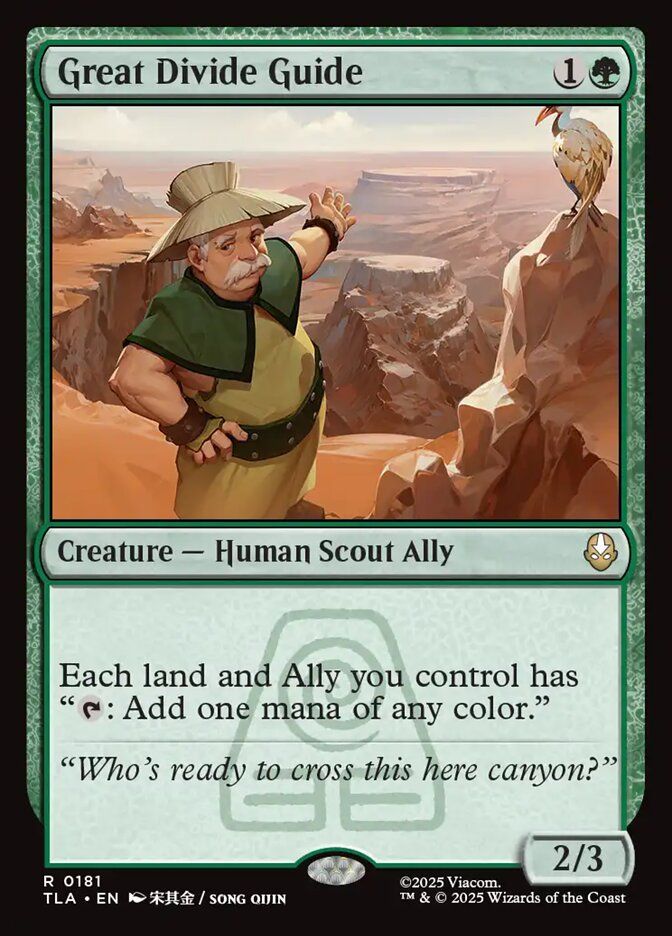 Great Divide Guide
1
Creature — Human Scout Ally
Each land and Ally you control has
“: Add one mana of any color.”
“Who’s ready to cross this here canyon?”
2/3
R 0181
TLA • EN 宋其金 / SONG QIJIN
©2025 Viacom.
™ & © 2025 Wizards of the Coast